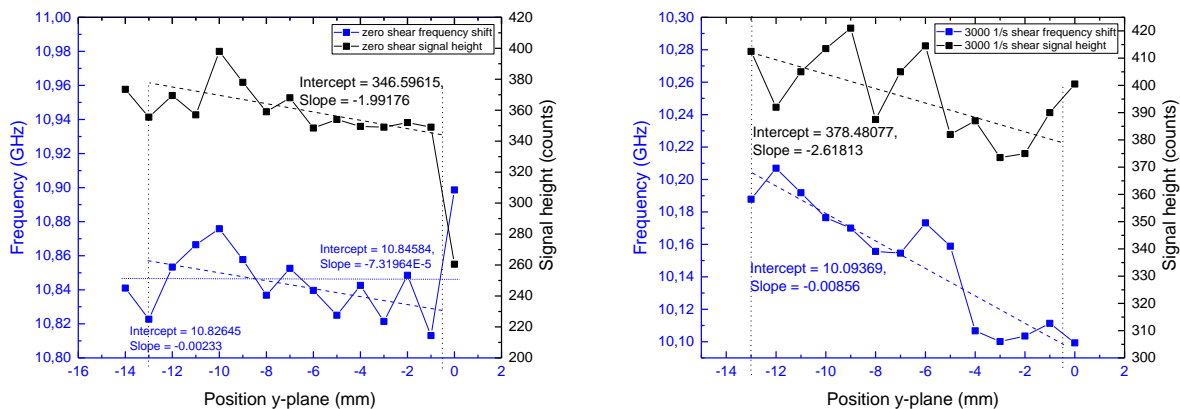 11,00
10,98
10,96
10,94
10,92
10,90
10,88
10,86
10,84
10,82
10,80
Frequency (GHz)
zero shear frequency shift
zero shear signal height
Intercept = 346.59615,
Slope = -1.99176
Intercept = 10.84584,
Slope = -7.31964E-5
Intercept = 10.82645
Slope = -0.00233
420
400
380
360
340
320
300
280
260
240
220
200
Signal height (counts)
-16 -14 -12 -10 -8 -6 -4 -2 0 2
Position y-plane (mm)
10,30
10,28
10,26
10,24
10,22
10,20
10,18
10,16
10,14
10,12
10,10
Frequency (GHz)
3000 1/s shear frequency shift
3000 1/s shear signal height
Intercept = 378.48077,
Slope = -2.61813
Intercept = 10.09369,
Slope = -0.00856
420
410
400
390
380
370
360
350
340
330
320
310
300
Signal height (counts)
-14 -12 -10 -8 -6 -4 -2 0 2
Position y-plane (mm)